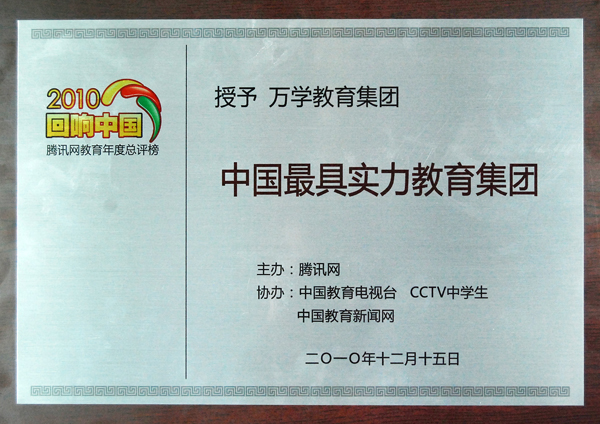 2010
回响中国
腾讯网教育年度总评榜
授予 万学教育集团
中国最具实力教育集团
主办：腾讯网
协办：中国教育电视台 CCTV中学生
中国教育新闻网
二〇一〇年十二月十五日